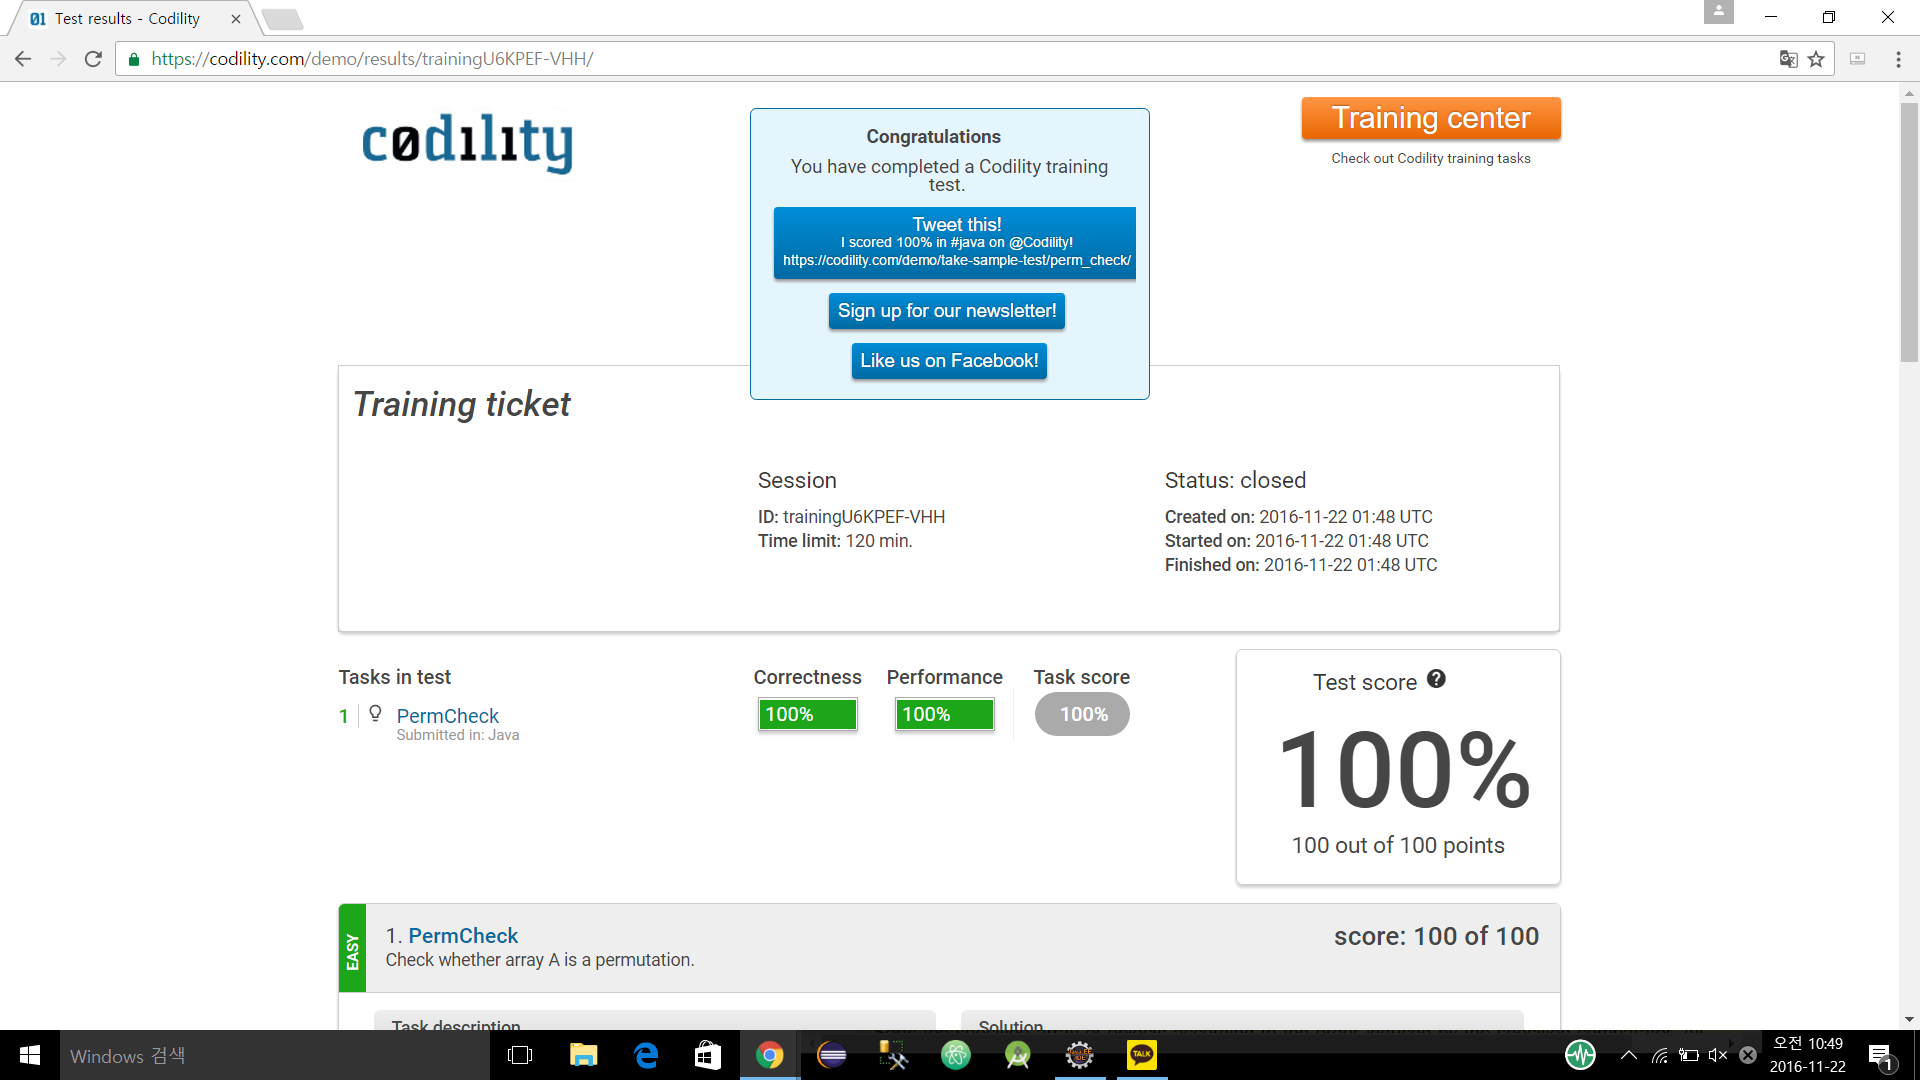 Test results - Codility
https://codility.com/demo/results/trainingU6KPEF-VHH/
codility
Congratulations
You have completed a Codility training
test.
Tweet this!
I scored 100% in #java on @Codility!
https://codility.com/demo/take-sample-test/perm_check/
Sign up for our newsletter!
Like us on Facebook!
Training center
Check out Codility training tasks
Training ticket
Session
ID: trainingU6KPEF-VHH
Time limit: 120 min.
Status: closed
Created on: 2016-11-22 01:48 UTC
Started on: 2016-11-22 01:48 UTC
Finished on: 2016-11-22 01:48 UTC
Tasks in test
Correctness
Performance
Task score
1
PermCheck
Submitted in: Java
100%
100%
100%
Test score
100%
100 out of 100 points
EASY
1. PermCheck
Check whether array A is a permutation.
score: 100 of 100
Task description
Solution
Windows 검색
TALK
오전 10:49
2016-11-22
1